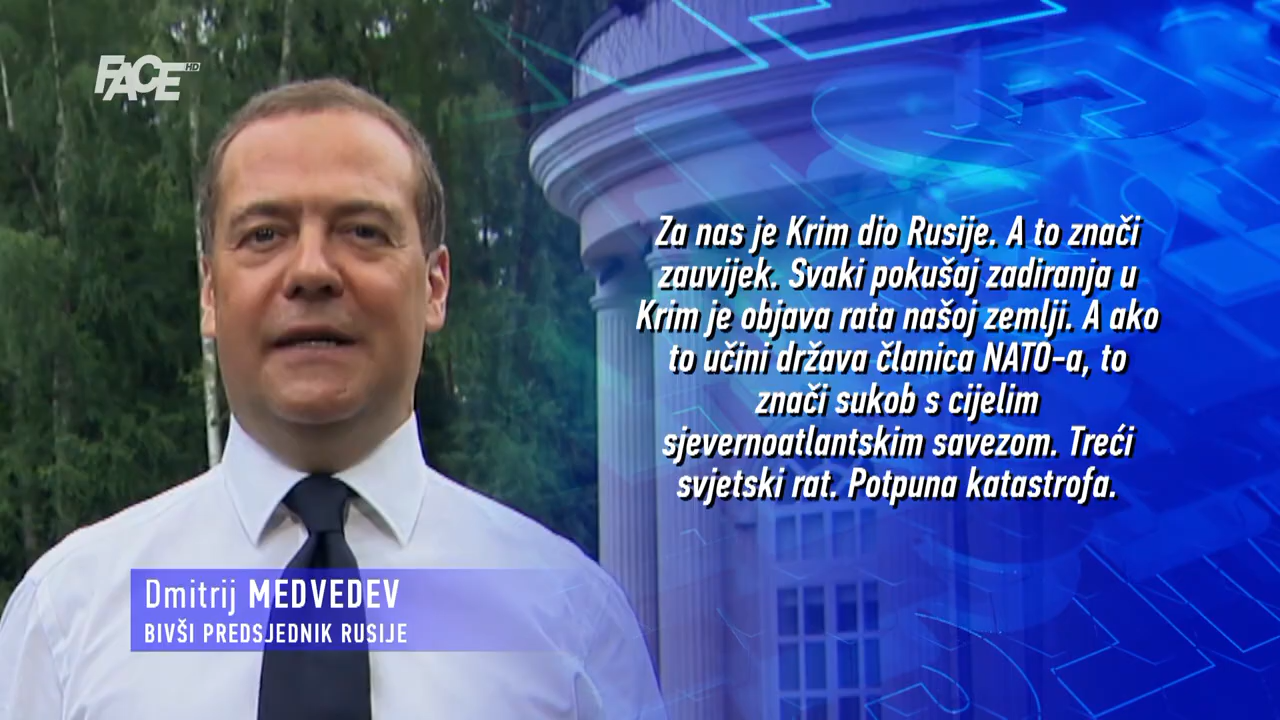 FACE HD
Za nas je Krim dio Rusije. A to znači
zauvijek. Svaki pokušaj zadiranja u
Krim je objava rata našoj zemlji. A ako
to učini država članica NATO-a, to
znači sukob s cijelim
sjevernoatlantskim savezom. Treći
svjetski rat. Potpuna katastrofa.
Dmitrij MEDVEDEV
BIVŠI PREDSJEDNIK RUSIJE